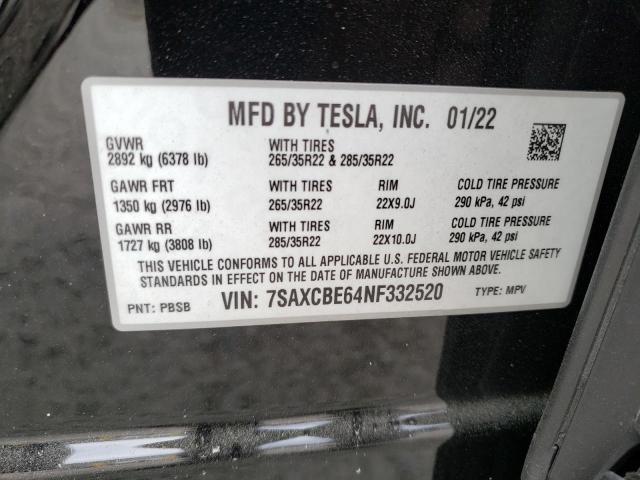 MFD BY TESLA, INC. 01/22
GVWR
2892 kg (6378 lb)
WITH TIRES
265/35R22 & 285/35R22
GAWR FRT
1350 kg (2976 lb)
WITH TIRES
265/35R22
RIM
22X9.0J
COLD TIRE PRESSURE
290 kPa, 42 psi
GAWR RR
1727 kg (3808 lb)
WITH TIRES
285/35R22
RIM
22X10.0J
COLD TIRE PRESSURE
290 kPa, 42 psi
THIS VEHICLE CONFORMS TO ALL APPLICABLE U.S. FEDERAL MOTOR VEHICLE SAFETY
STANDARDS IN EFFECT ON THE DATE OF MANUFACTURE SHOWN ABOVE.
PNT: PBSB VIN: 7SAXCBE64NF332520 TYPE: MPV